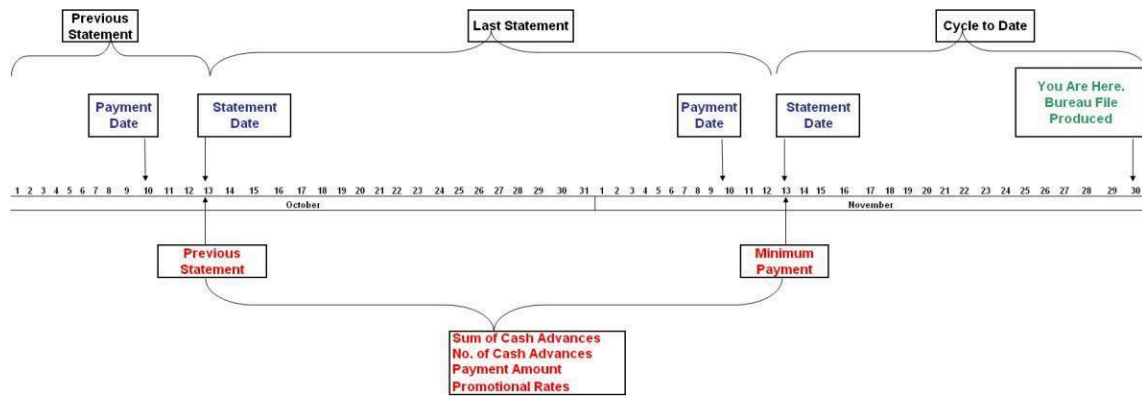 Previous
Statement
Last Statement
Cycle to Date
Payment
Date
Statement
Date
Payment
Date
Statement
Date
You Are Here.
Bureau File
Produced
1 2 3 4 5 6 7 8 9 10 11 12 13 14 15 16 17 18 19 20 21 22 23 24 25 26 27 28 29 30 31 1 2 3 4 5 6 7 8 9 10 11 12 13 14 15 16 17 18 19 20 21 22 23 24 25 26 27 28 29 30
October November
Previous
Statement
Minimum
Payment
Sum of Cash Advances
No. of Cash Advances
Payment Amount
Promotional Rates